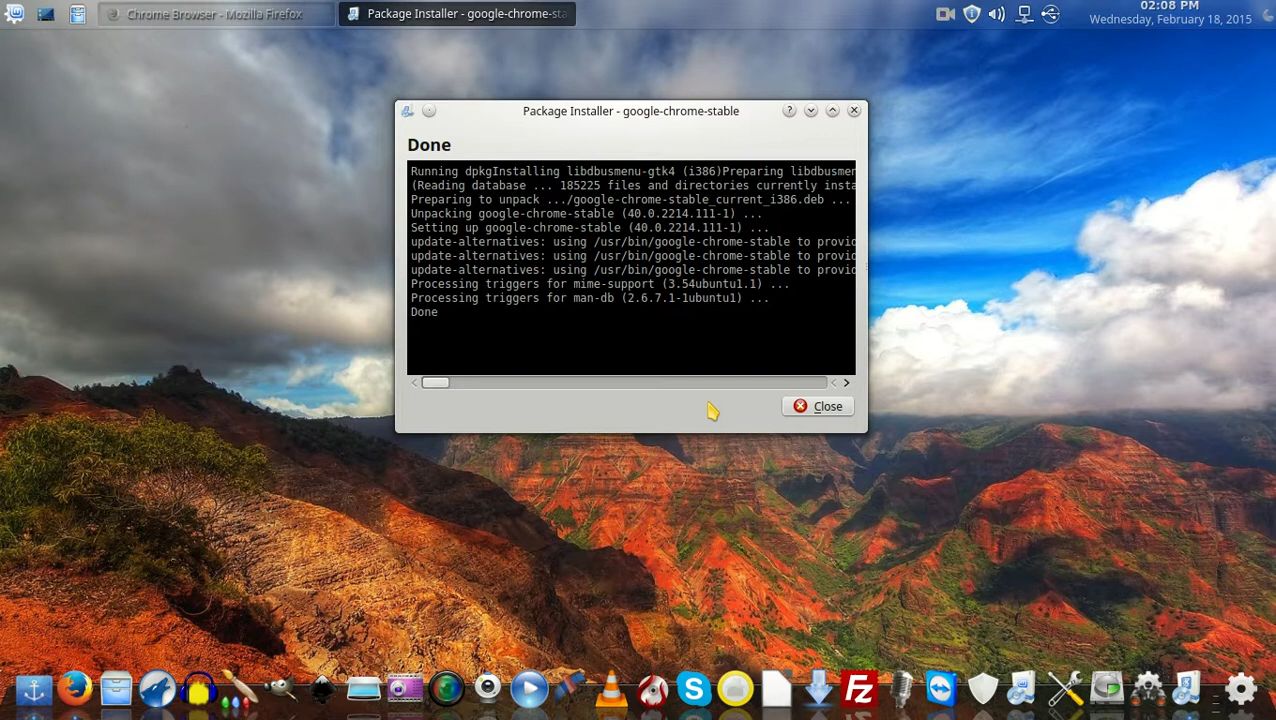 Chrome Browser - Mozilla Firefox
Package Installer - google-chrome-sta
02:08 PM
Wednesday, February 18, 2015
Package Installer - google-chrome-stable
Done
Running dpkgInstalling libdbusmenu-gtk4 (i386)Preparing libdbusmen
(Reading database ... 185225 files and directories currently insta
Preparing to unpack .../google-chrome-stable_current_i386.deb ...
Unpacking google-chrome-stable (40.0.2214.111-1) ...
Setting up google-chrome-stable (40.0.2214.111-1) ...
update-alternatives: using /usr/bin/google-chrome-stable to provid
update-alternatives: using /usr/bin/google-chrome-stable to provid
update-alternatives: using /usr/bin/google-chrome-stable to provid
Processing triggers for mime-support (3.54ubuntu1.1) ...
Processing triggers for man-db (2.6.7.1-1ubuntu1) ...
Done
Close